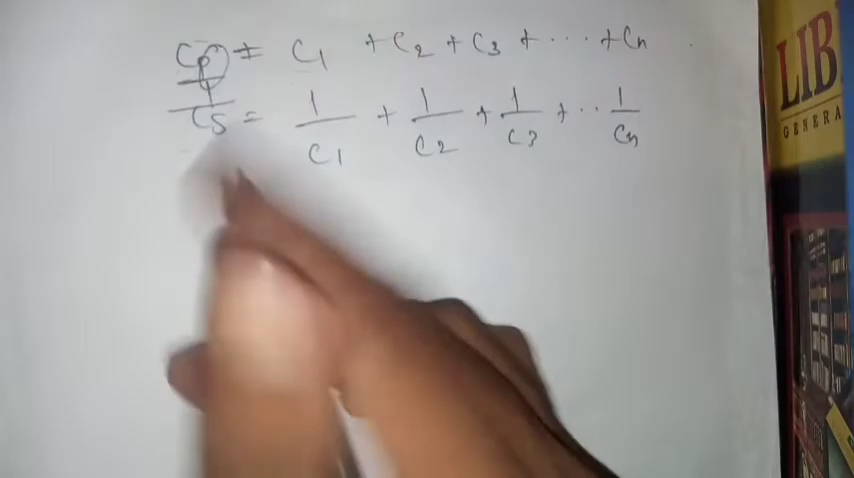 Cp = C1 + C2 + C3 + ... + Cn
1/Cs = 1/C1 + 1/C2 + 1/C3 + .. 1/Cn
LIB
GENERA